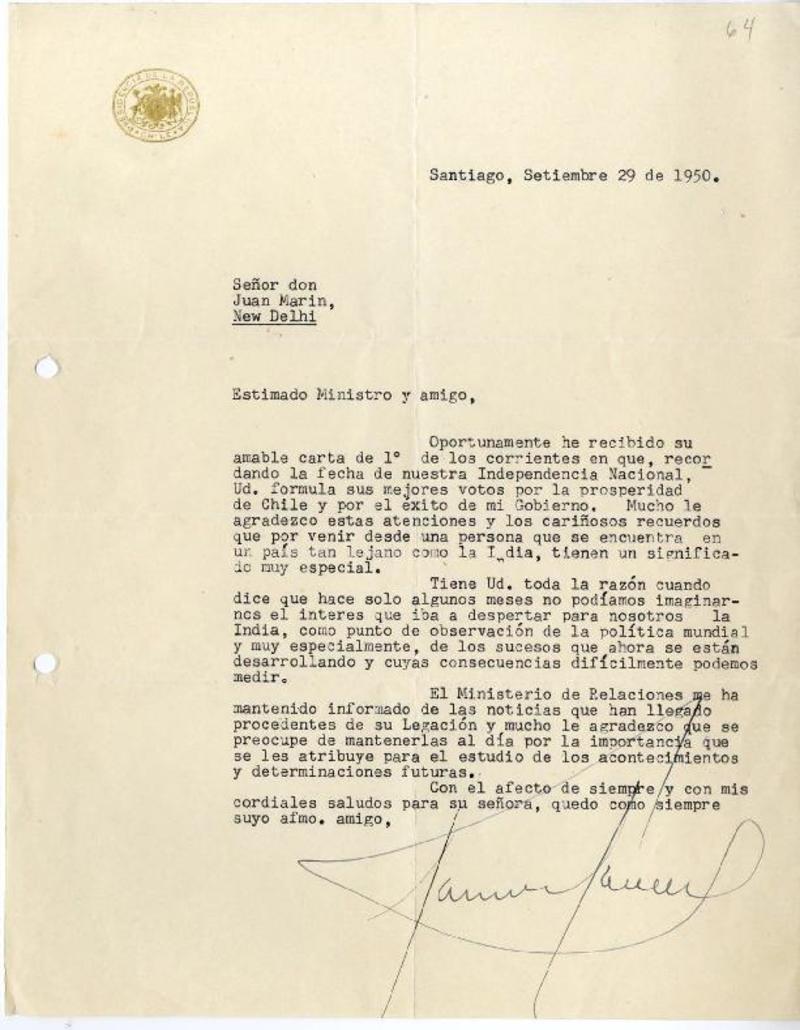 64
PRESIDENCIA DE LA REPUBLICA
CHILE
Santiago, Setiembre 29 de 1950.
Señor don
Juan Marin,
New Delhi
Estimado Ministro y amigo,
Oportunamente he recibido su
amable carta de 1° de los corrientes en que, recor
dando la fecha de nuestra Independencia Nacional,
Ud. formula sus mejores votos por la prosperidad
de Chile y por el éxito de mi Gobierno. Mucho le
agradezco estas atenciones y los cariñosos recuerdos
que por venir desde una persona que se encuentra en
un país tan lejano como la I dia, tienen un significa-
do muy especial.
Tiene Ud. toda la razón cuando
dice que hace solo algunos meses no podíamos imaginar-
nos el interes que iba a despertar para nosotros la
India, como punto de observación de la política mundial
y muy especialmente, de los sucesos que ahora se están
desarrollando y cuyas consecuencias difícilmente podemos
medir.
El Ministerio de Relaciones me ha
mantenido informado de las noticias que han llegado
procedentes de su Legación y mucho le agradezco que se
preocupe de mantenerlas al día por la importancia que
se les atribuye para el estudio de los acontecimientos
y determinaciones futuras.
Con el afecto de siempre y con mis
cordiales saludos para su señora, quedo como siempre
suyo afmo. amigo,